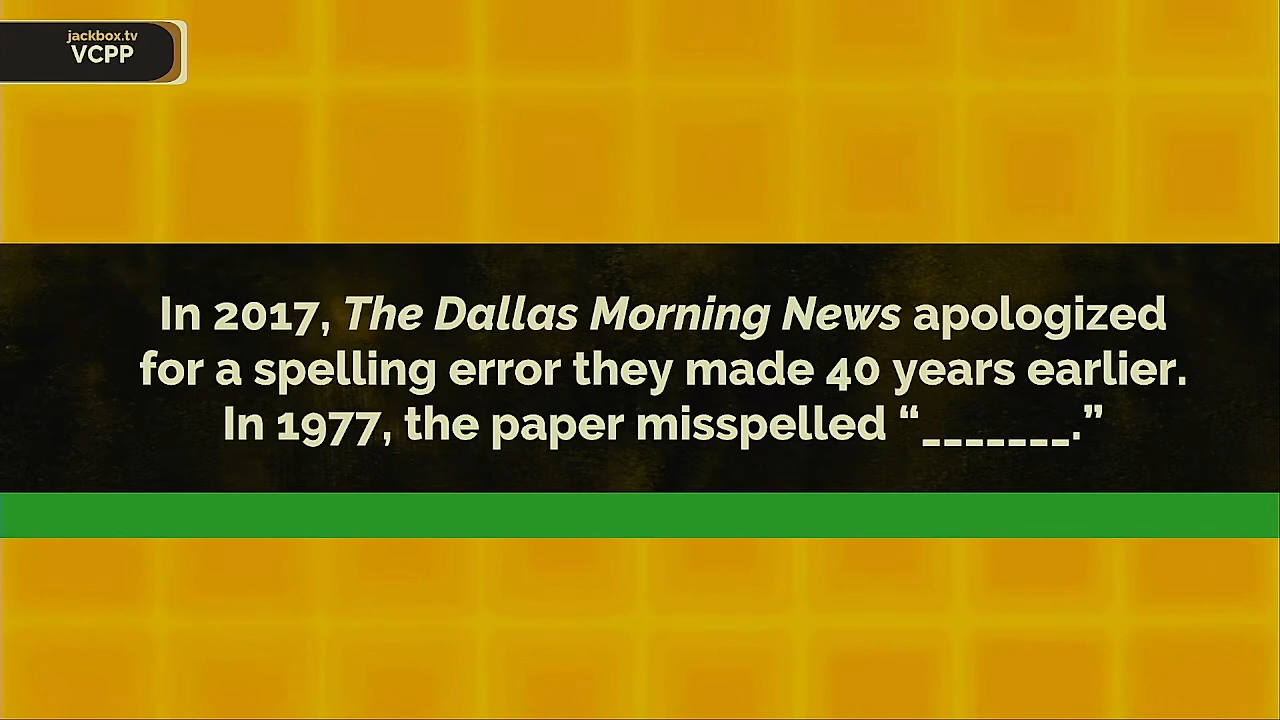 jackbox.tv
VCPP
In 2017, The Dallas Morning News apologized
for a spelling error they made 40 years earlier.
In 1977, the paper misspelled “_______.”